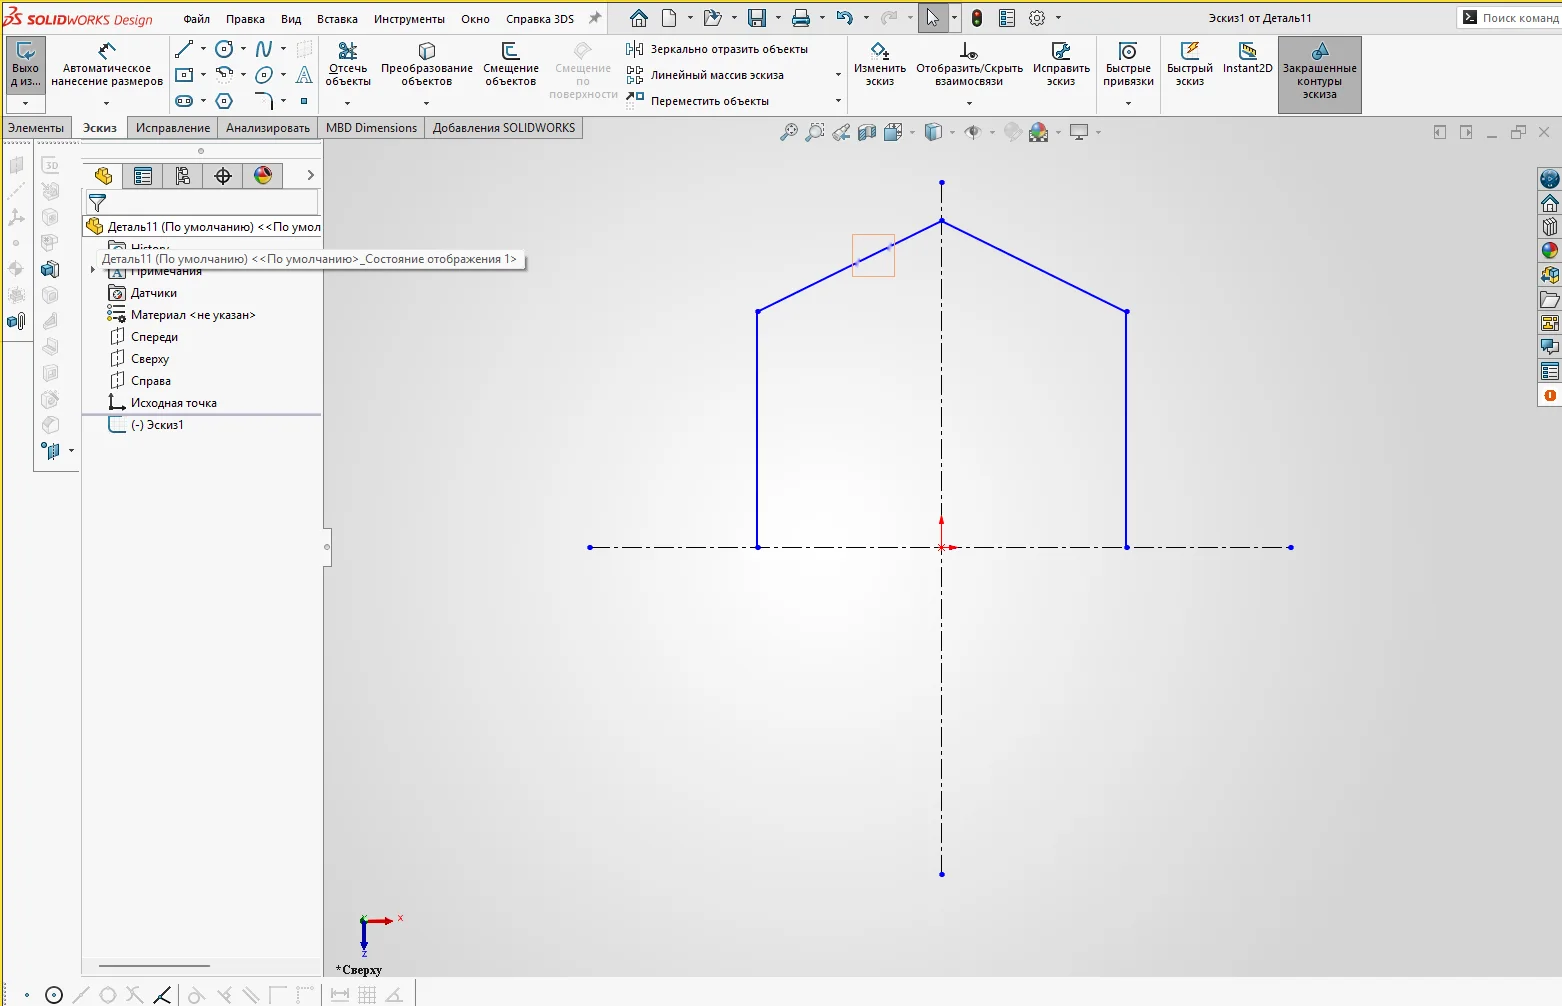 SOLIDWORKS Design
Файл Правка Вид Вставка Инструменты Окно Справка 3DS
Эскиз1 от Деталь11
Поиск команд
Выхо
д из...
Автоматическое
нанесение размеров
Отсечь
объекты
Преобразование
объектов
Смещение
объектов
Смещение
по
поверхности
Зеркально отразить объекты
Линейный массив эскиза
Переместить объекты
Изменить
эскиз
Отобразить/Скрыть
взаимосвязи
Исправить
эскиз
Быстрые
привязки
Быстрый
эскиз
Instant2D
Закрашенные
контуры
эскиза
Элементы Эскиз Исправление Анализировать MBD Dimensions Добавления SOLIDWORKS
3D
Деталь11 (По умолчанию) <<По умол
History
Деталь11 (По умолчанию) <<По умолчанию>_Состояние отображения 1>
Примечания
Датчики
Материал <не указан>
Спереди
Сверху
Справа
Исходная точка
(-) Эскиз1
X
Z
*Сверху